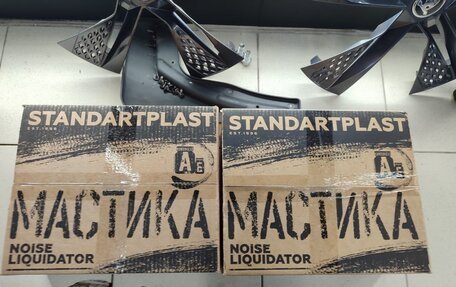 STANDARTPLAST
EST.1996
МАСТИКА
NOISE
LIQUIDATOR
STANDARTPLAST
EST.1996
МАСТИКА
NOISE
LIQUIDATOR